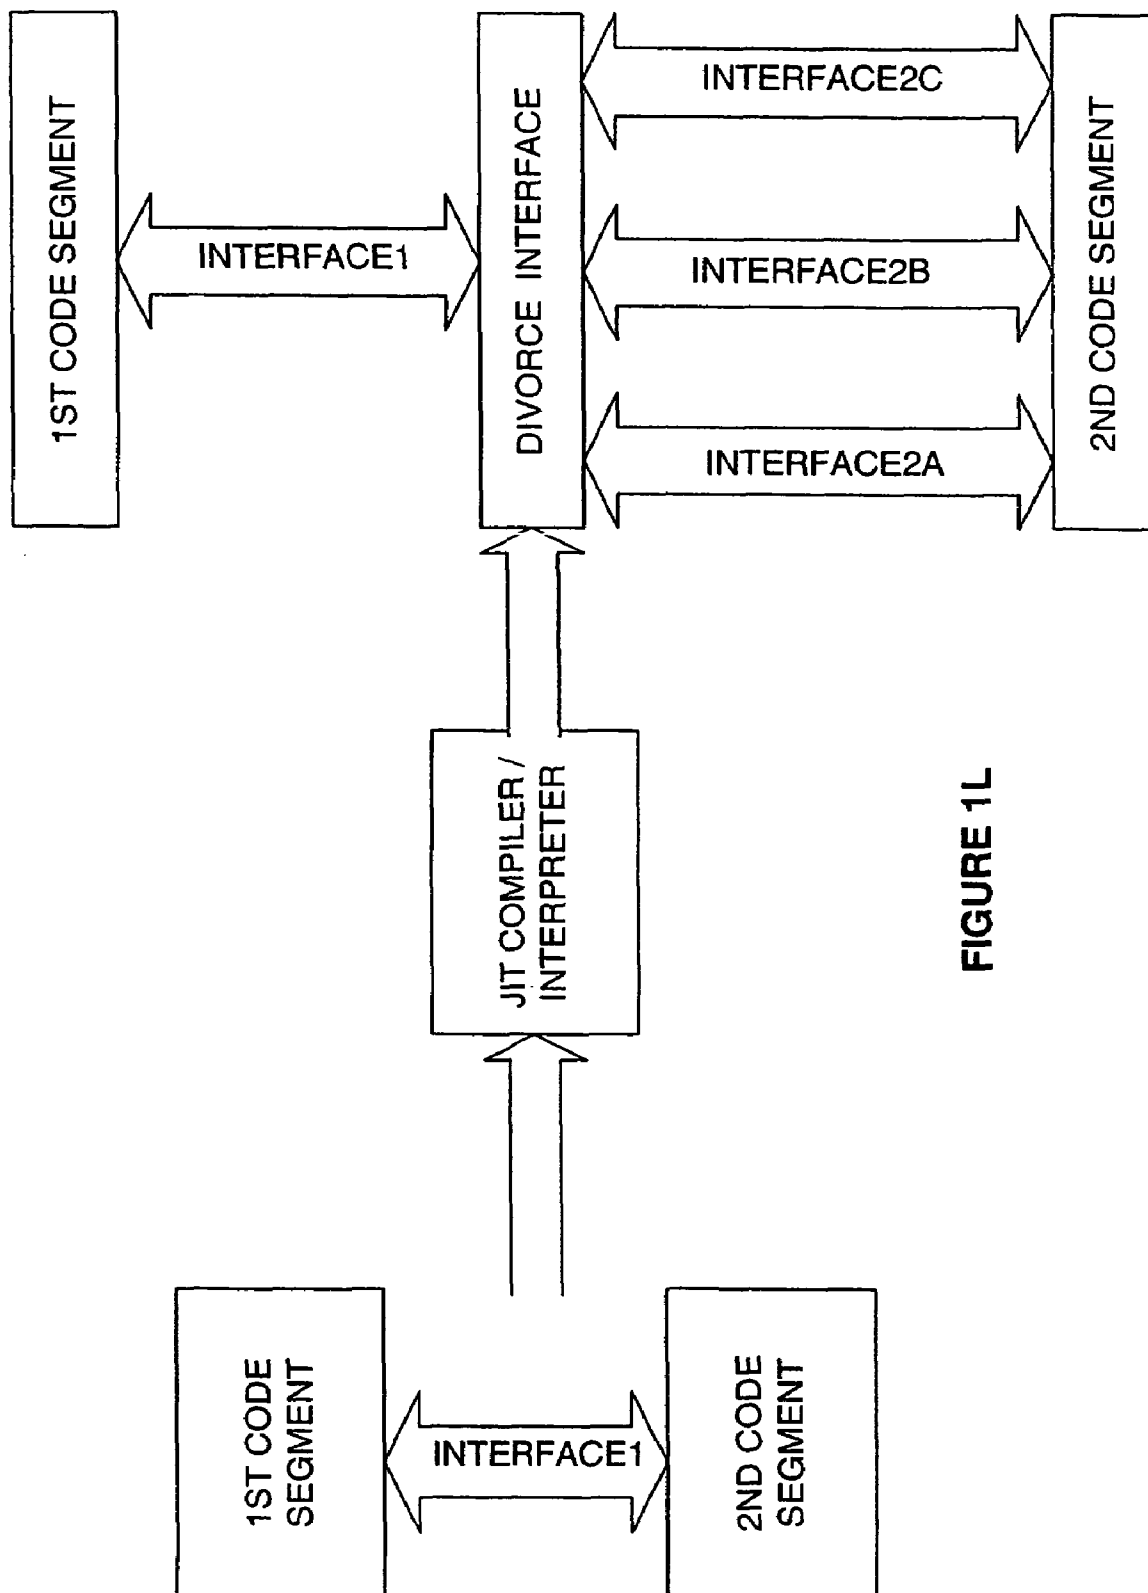 1ST CODE
SEGMENT
INTERFACE1
2ND CODE
SEGMENT
JIT COMPILER /
INTERPRETER
1ST CODE SEGMENT
INTERFACE1
DIVORCE INTERFACE
INTERFACE2A
INTERFACE2B
INTERFACE2C
2ND CODE SEGMENT
FIGURE 1L